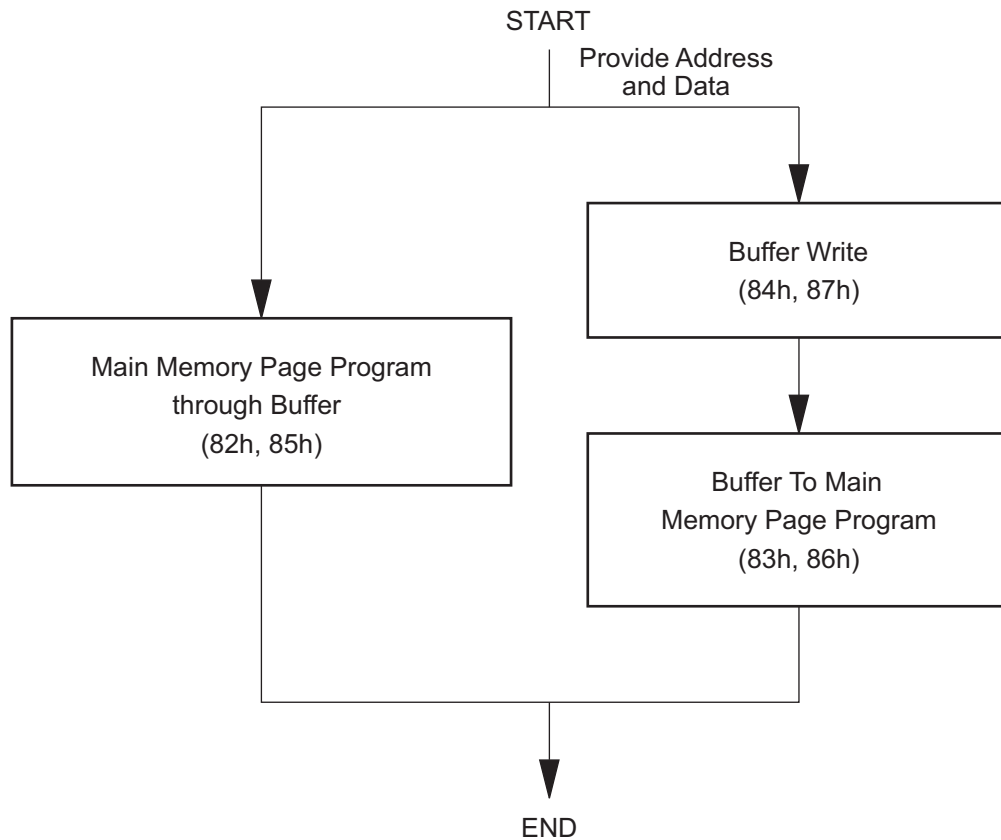 START
Provide Address
and Data
Buffer Write
(84h, 87h)
Main Memory Page Program
through Buffer
(82h, 85h)
Buffer To Main
Memory Page Program
(83h, 86h)
END